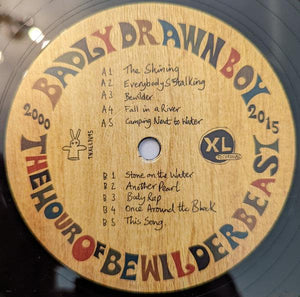 BADLY DRAWN BOY
2000
2015
A1 The Shining
A2 Everybody's Stalking
A3 Bewilder
A4 Fall in a River
A5 Camping Next to Water
TNXLLP133
XL
B1 Stone on the Water
B2 Another Pearl
B3 Body Rap
B4 Once Around the Block
B5 This Song
THE HOUR OF BEWILDERBEAST